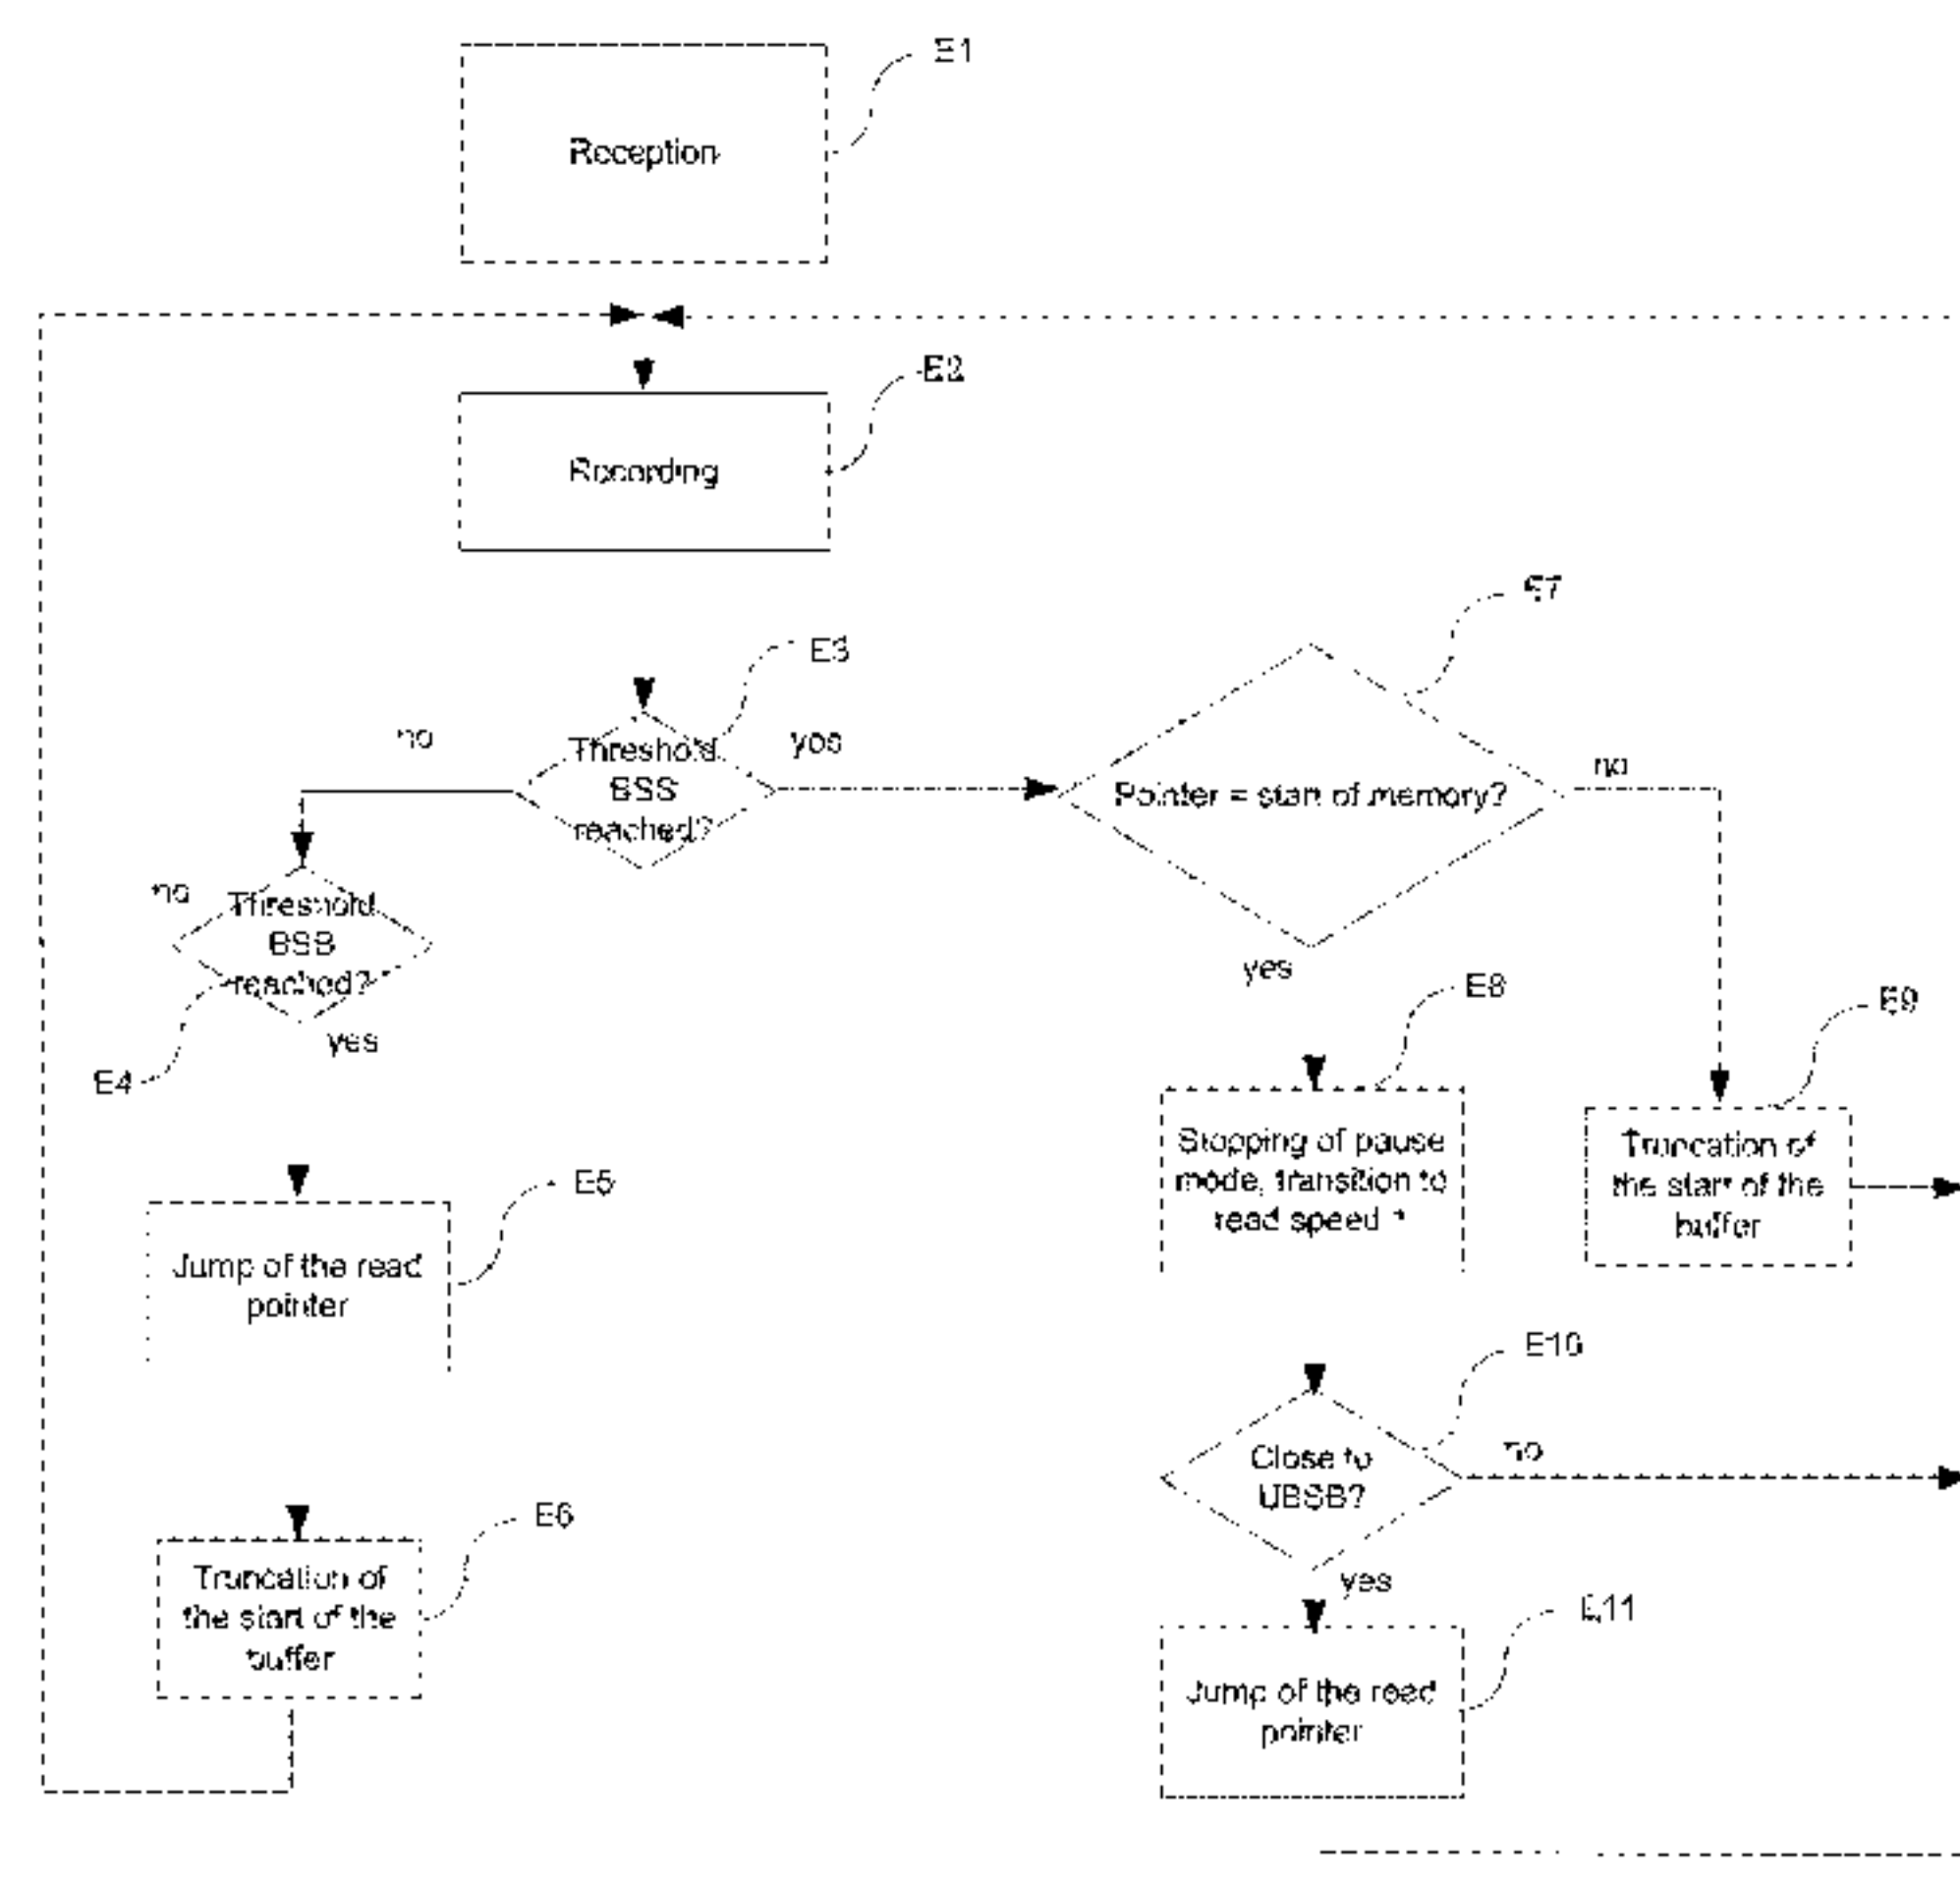 E1
Reception
E2
Recording
E3
Threshold
BSS
reached?
no
yes
E7
Pointer = start of memory?
no
yes
no
Threshold
BSB
reached?
yes
E4
E8
Stopping of pause
mode, transition to
read speed
E9
Truncation of
the start of the
buffer
E5
Jump of the read
pointer
E10
Close to
UBSB?
no
yes
E6
Truncation of
the start of the
buffer
E11
Jump of the read
pointer